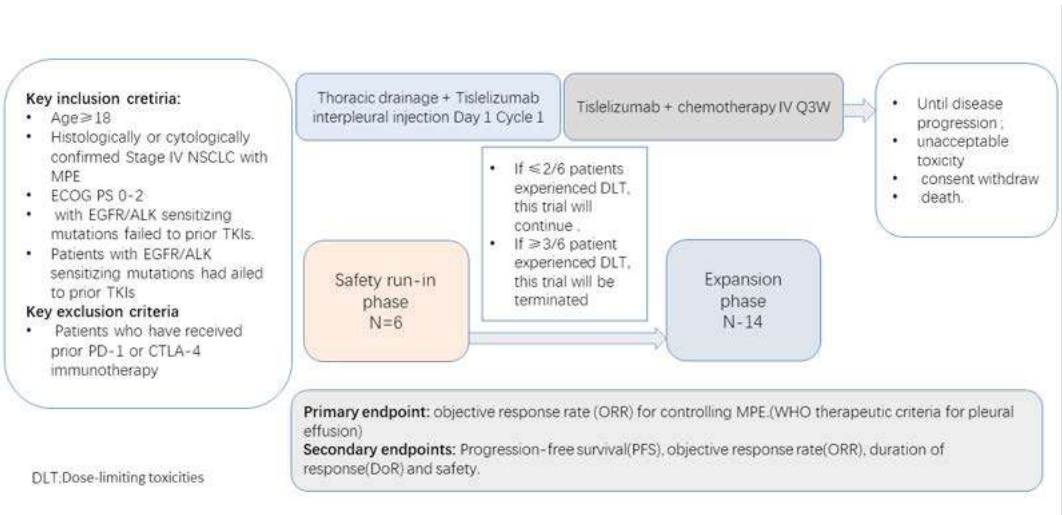 Key inclusion cretiria:
• Age≥18
• Histologically or cytologically
confirmed Stage IV NSCLC with
MPE
• ECOG PS 0-2
• with EGFR/ALK sensitizing
mutations failed to prior TKIs.
• Patients with EGFR/ALK
sensitizing mutations had ailed
to prior TKIs
Key exclusion criteria
• Patients who have received
prior PD-1 or CTLA-4
immunotherapy
Thoracic drainage + Tislelizumab
interpleural injection Day 1 Cycle 1
Tislelizumab + chemotherapy IV Q3W
• Until disease
progression ;
• unacceptable
toxicity
• consent withdraw
• death.
• If ≤2/6 patients
experienced DLT,
this trial will
continue .
• If ≥3/6 patient
experienced DLT,
this trial will be
terminated
Safety run-in
phase
N=6
Expansion
phase
N-14
Primary endpoint: objective response rate (ORR) for controlling MPE.(WHO therapeutic criteria for pleural
effusion)
Secondary endpoints: Progression-free survival(PFS), objective response rate(ORR), duration of
response(DoR) and safety.
DLT:Dose-limiting toxicities